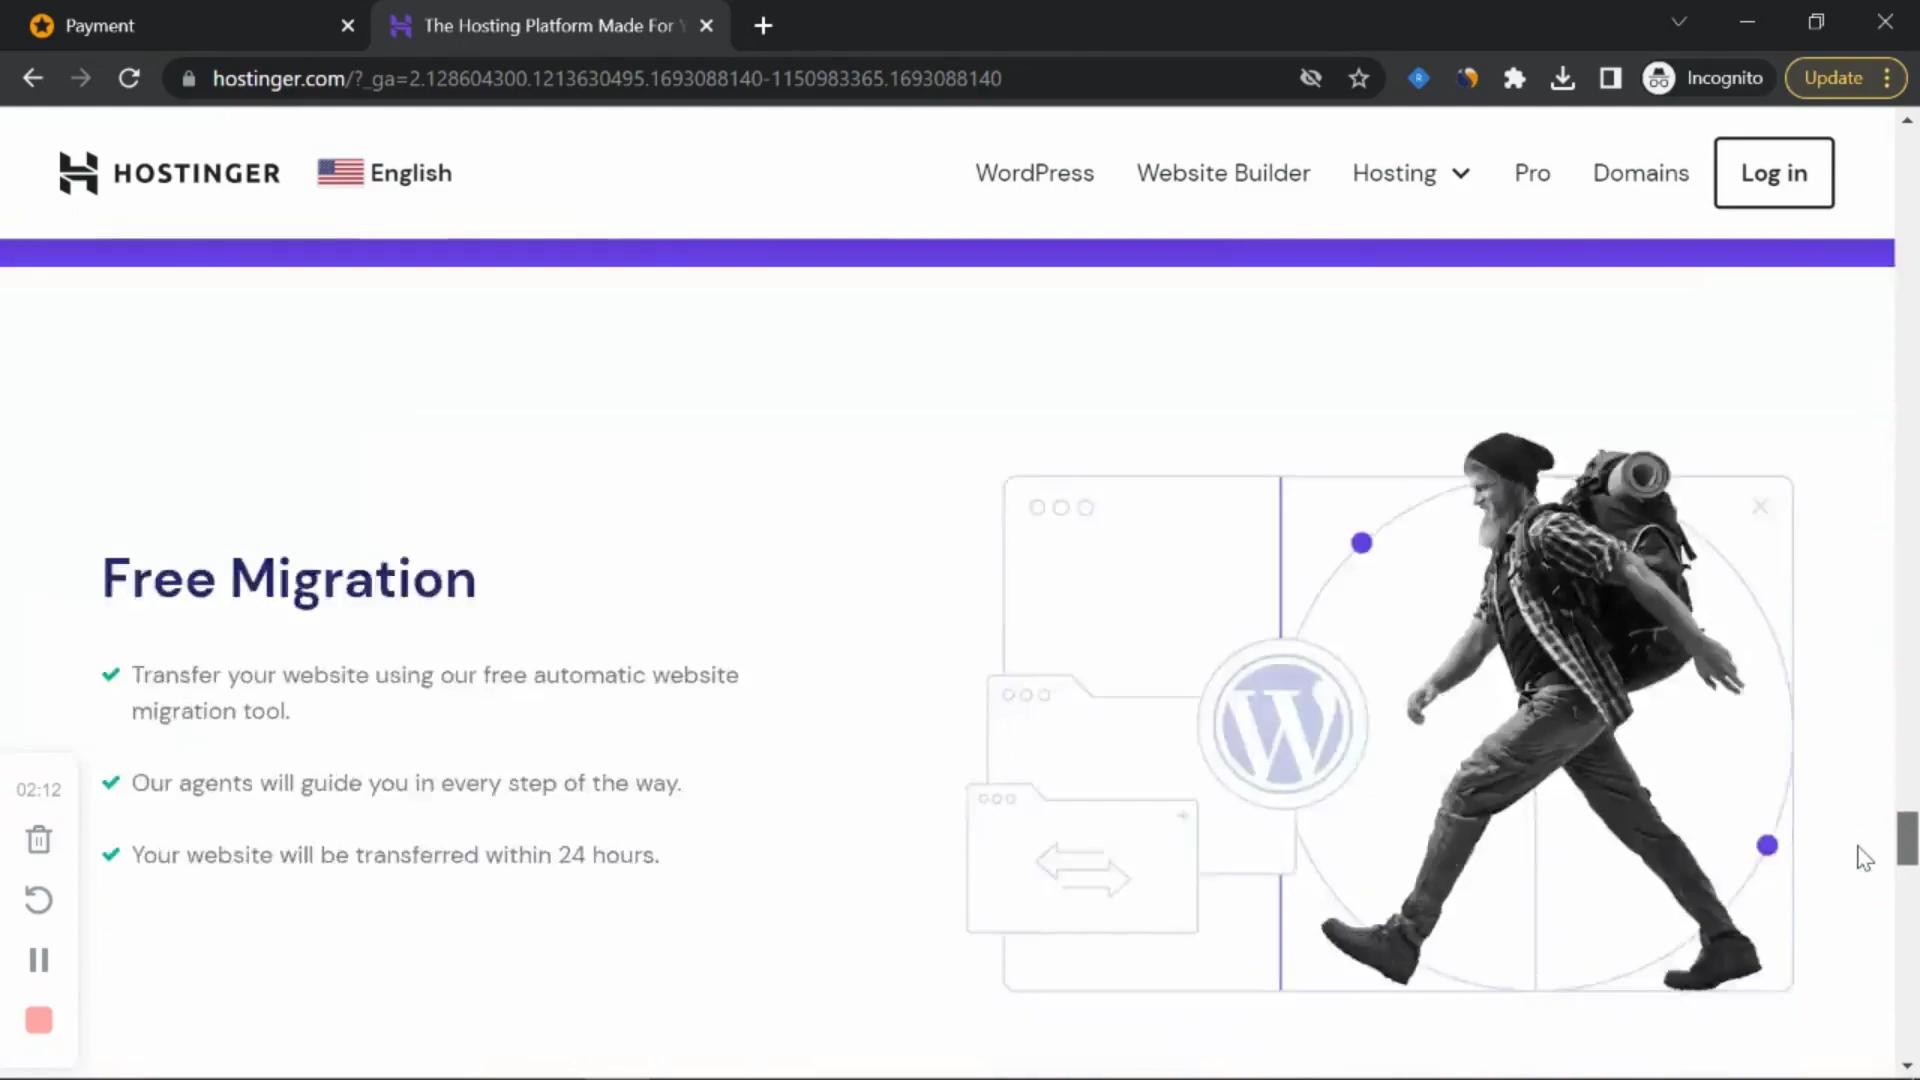 Payment
The Hosting Platform Made For Y
hostinger.com/?_ga=2.128604300.1213630495.1693088140-1150983365.1693088140
Incognito
Update
HOSTINGER
English
WordPress
Website Builder
Hosting
Pro
Domains
Log in
Free Migration
Transfer your website using our free automatic website
migration tool.
Our agents will guide you in every step of the way.
Your website will be transferred within 24 hours.
02:12